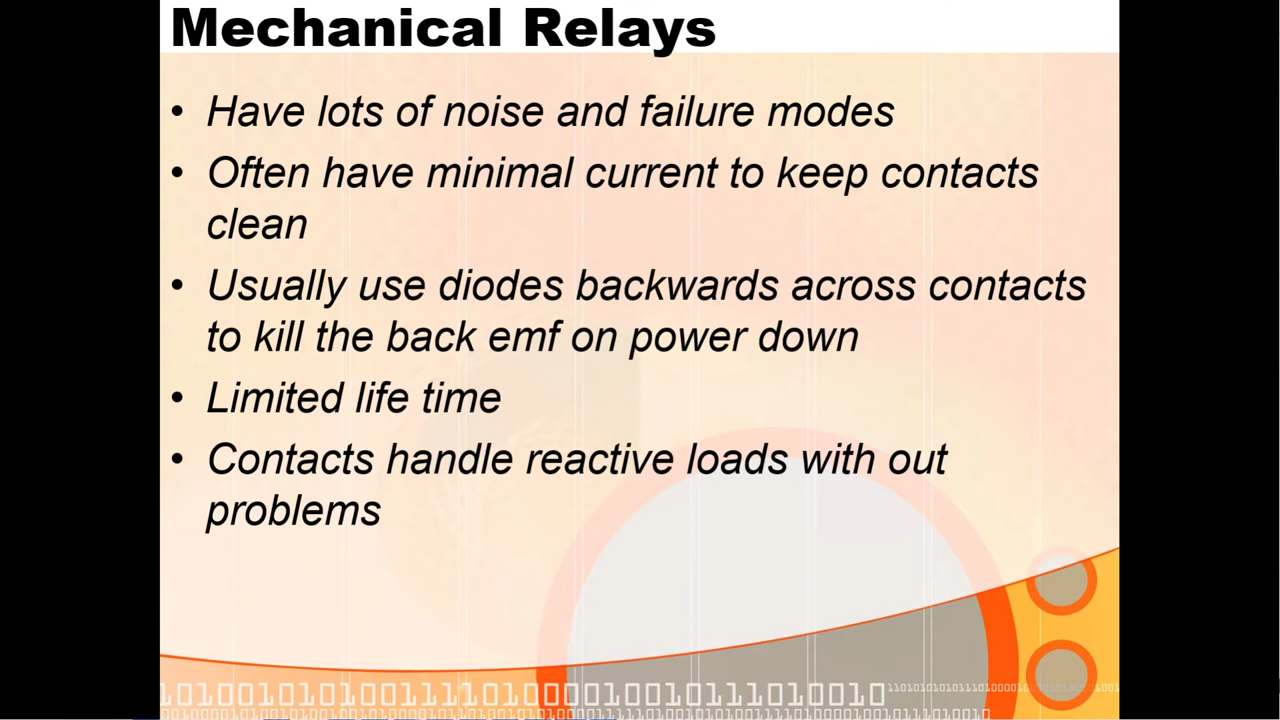 Mechanical Relays
• Have lots of noise and failure modes
• Often have minimal current to keep contacts
clean
• Usually use diodes backwards across contacts
to kill the back emf on power down
• Limited life time
• Contacts handle reactive loads with out
problems